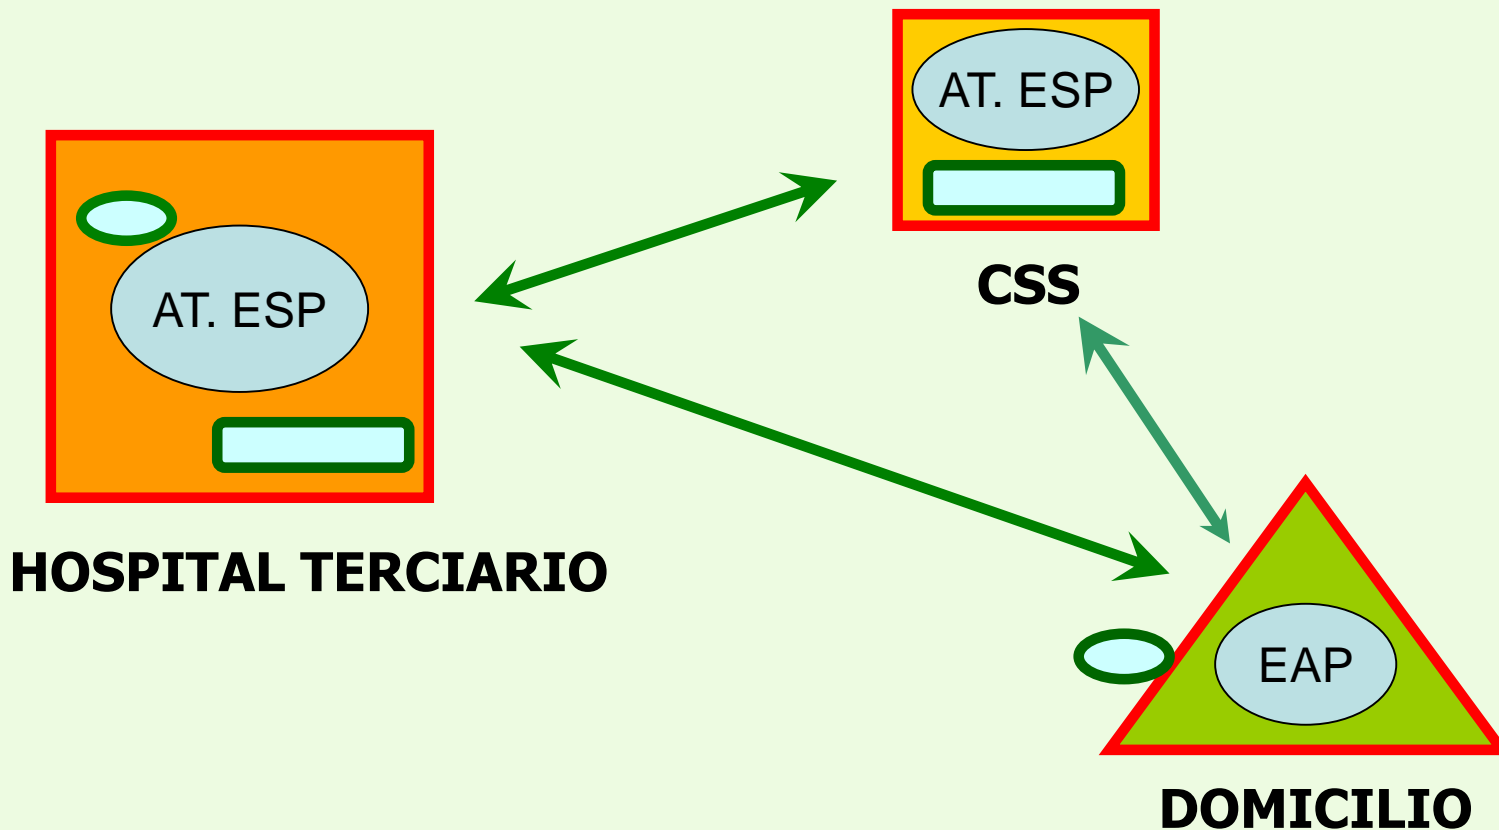 AT. ESP
CSS
AT. ESP
HOSPITAL TERCIARIO
EAP
DOMICILIO